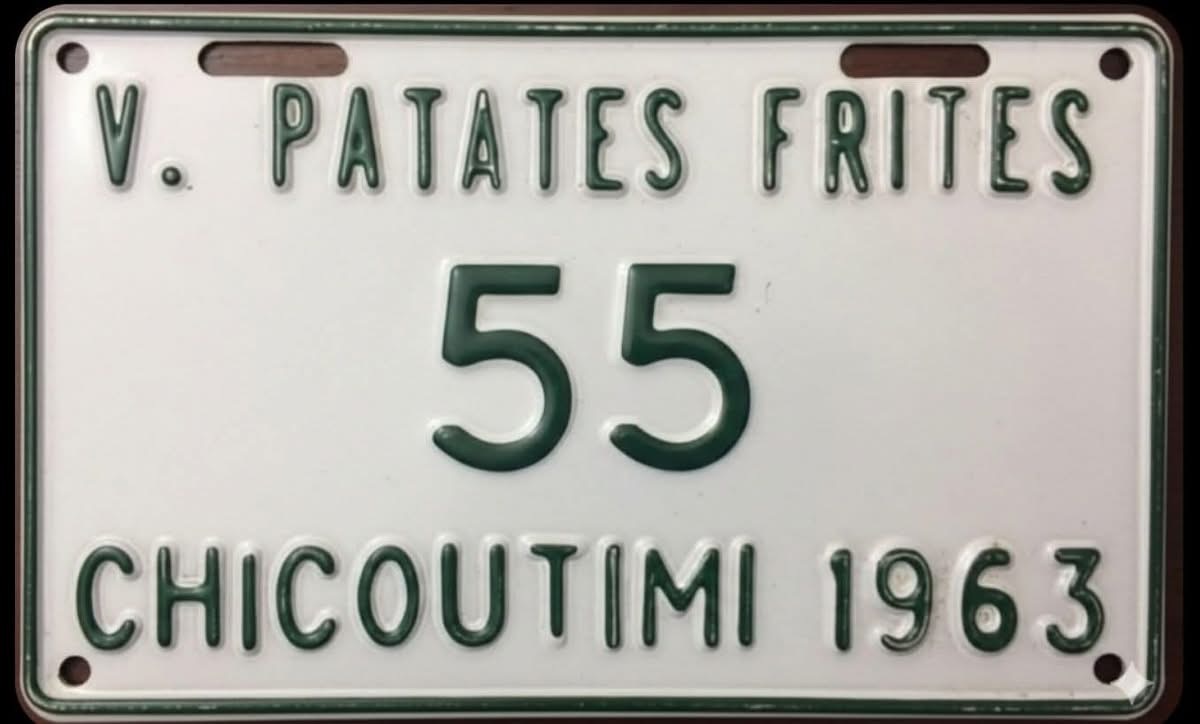 V. PATATES FRITES
55
CHICOUTIMI 1963